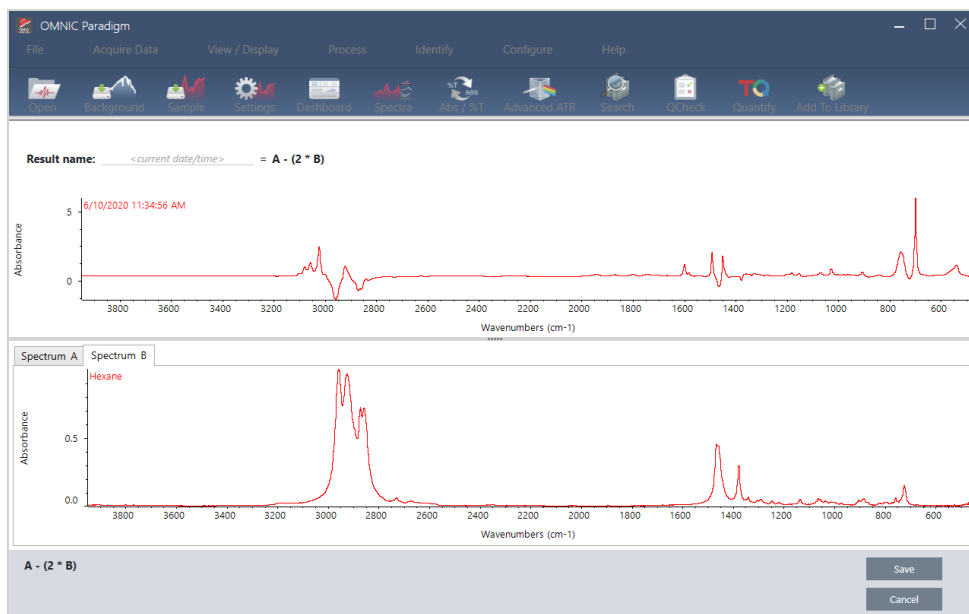 OMNIC Paradigm
File Acquire Data View / Display Process Identify Configure Help
%T ABS TQ
Open Background Sample Settings Dashboard Spectra Abs / %T Advanced ATR Search QCheck Quantify Add To Library
Result name: <current date/time> = A - (2 * B)
6/10/2020 11:34:56 AM
5
Absorbance
0
3800 3600 3400 3200 3000 2800 2600 2400 2200 2000 1800 1600 1400 1200 1000 800 600
Wavenumbers (cm-1)
Spectrum A Spectrum B
Hexane
Absorbance
0.5
0.0
3800 3600 3400 3200 3000 2800 2600 2400 2200 2000 1800 1600 1400 1200 1000 800 600
Wavenumbers (cm-1)
A - (2 * B)
Save
Cancel